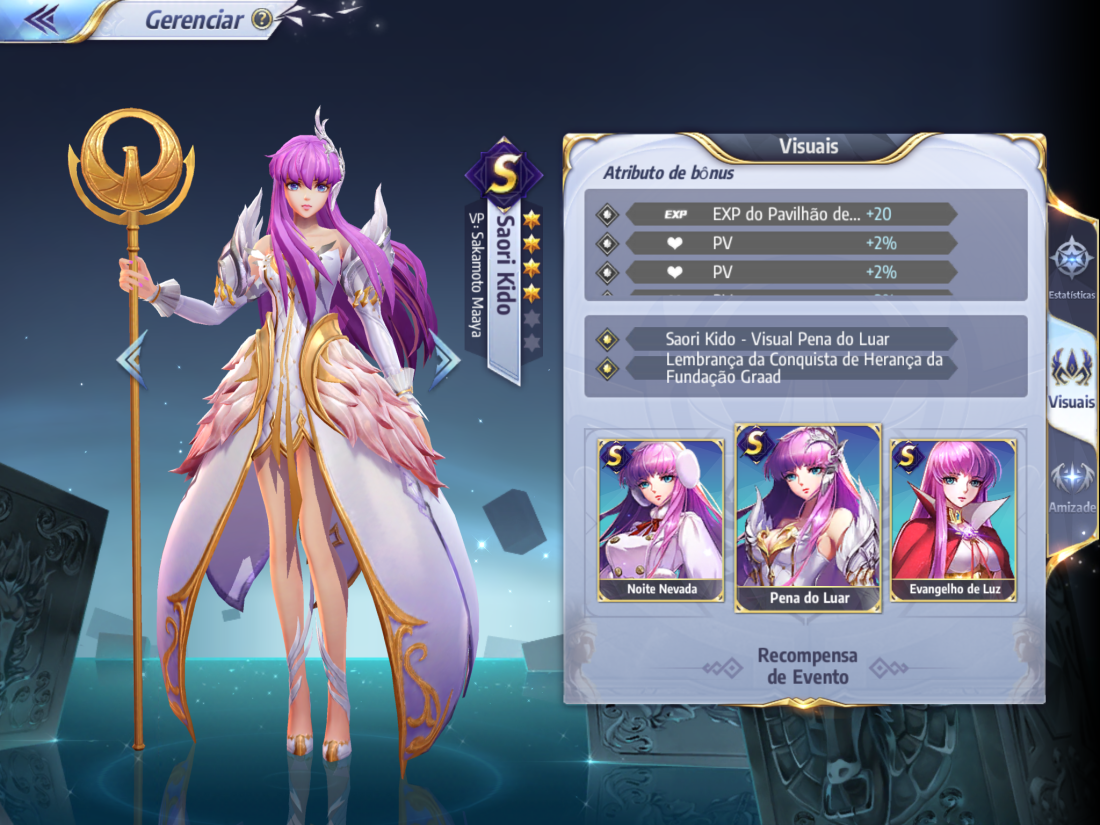 Gerenciar ?
S
Saori Kido
VP: Sakamoto Maaya
Visuais
Atributo de bônus
EXP EXP do Pavilhão de... +20
PV +2%
PV +2%
Saori Kido - Visual Pena do Luar
Lembrança da Conquista de Herança da
Fundação Graad
S
Noite Nevada
S
Pena do Luar
S
Evangelho de Luz
Recompensa
de Evento
Estatísticas
Visuais
Amizade